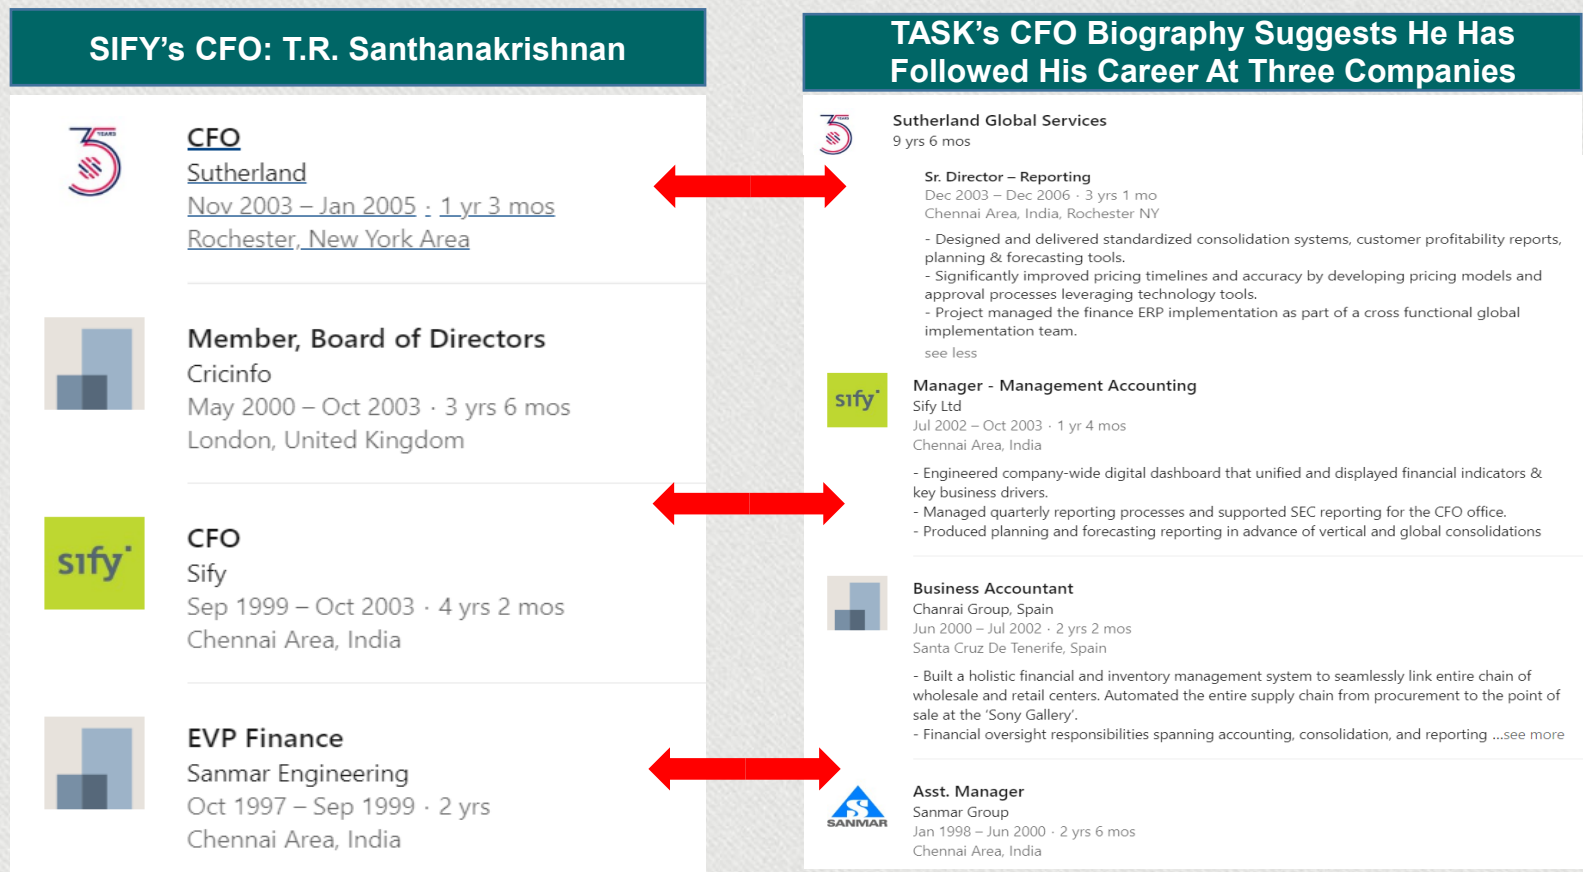 SIFY’s CFO: T.R. Santhanakrishnan
35
YEARS
CFO
Sutherland
Nov 2003 – Jan 2005 · 1 yr 3 mos
Rochester, New York Area
Member, Board of Directors
Cricinfo
May 2000 – Oct 2003 · 3 yrs 6 mos
London, United Kingdom
sify
CFO
Sify
Sep 1999 – Oct 2003 · 4 yrs 2 mos
Chennai Area, India
EVP Finance
Sanmar Engineering
Oct 1997 – Sep 1999 · 2 yrs
Chennai Area, India
TASK’s CFO Biography Suggests He Has
Followed His Career At Three Companies
35
YEARS
Sutherland Global Services
9 yrs 6 mos
Sr. Director – Reporting
Dec 2003 – Dec 2006 · 3 yrs 1 mo
Chennai Area, India, Rochester NY
- Designed and delivered standardized consolidation systems, customer profitability reports,
planning & forecasting tools.
- Significantly improved pricing timelines and accuracy by developing pricing models and
approval processes leveraging technology tools.
- Project managed the finance ERP implementation as part of a cross functional global
implementation team.
see less
sify
Manager - Management Accounting
Sify Ltd
Jul 2002 – Oct 2003 · 1 yr 4 mos
Chennai Area, India
- Engineered company-wide digital dashboard that unified and displayed financial indicators &
key business drivers.
- Managed quarterly reporting processes and supported SEC reporting for the CFO office.
- Produced planning and forecasting reporting in advance of vertical and global consolidations
Business Accountant
Chanrai Group, Spain
Jun 2000 – Jul 2002 · 2 yrs 2 mos
Santa Cruz De Tenerife, Spain
- Built a holistic financial and inventory management system to seamlessly link entire chain of
wholesale and retail centers. Automated the entire supply chain from procurement to the point of
sale at the ‘Sony Gallery’.
- Financial oversight responsibilities spanning accounting, consolidation, and reporting ...see more
S
SANMAR
Asst. Manager
Sanmar Group
Jan 1998 – Jun 2000 · 2 yrs 6 mos
Chennai Area, India